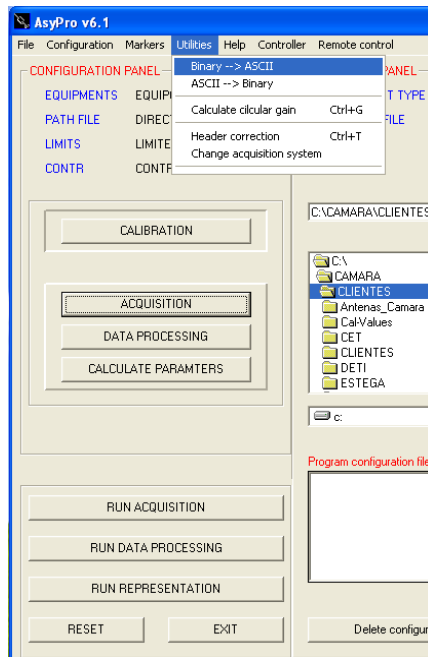 AsyPro v6.1
File Configuration Markers Utilities Help Controller Remote control
Binary --> ASCII
ASCII --> Binary
Calculate cilcular gain Ctrl+G
Header correction Ctrl+T
Change acquisition system
CONFIGURATION PANEL
PANEL
EQUIPMENTS EQUIP
T TYPE
PATH FILE DIREC
FILE
LIMITS LIMITE
CONTR CONTR
C:\CAMARA\CLIENTES
CALIBRATION
C:\
CAMARA
CLIENTES
Antenas_Camara
Cal-Values
CET
CLIENTES
DETI
ESTEGA
ACQUISITION
DATA PROCESSING
CALCULATE PARAMTERS
c:
Program configuration file
RUN ACQUISITION
RUN DATA PROCESSING
RUN REPRESENTATION
RESET EXIT
Delete configur